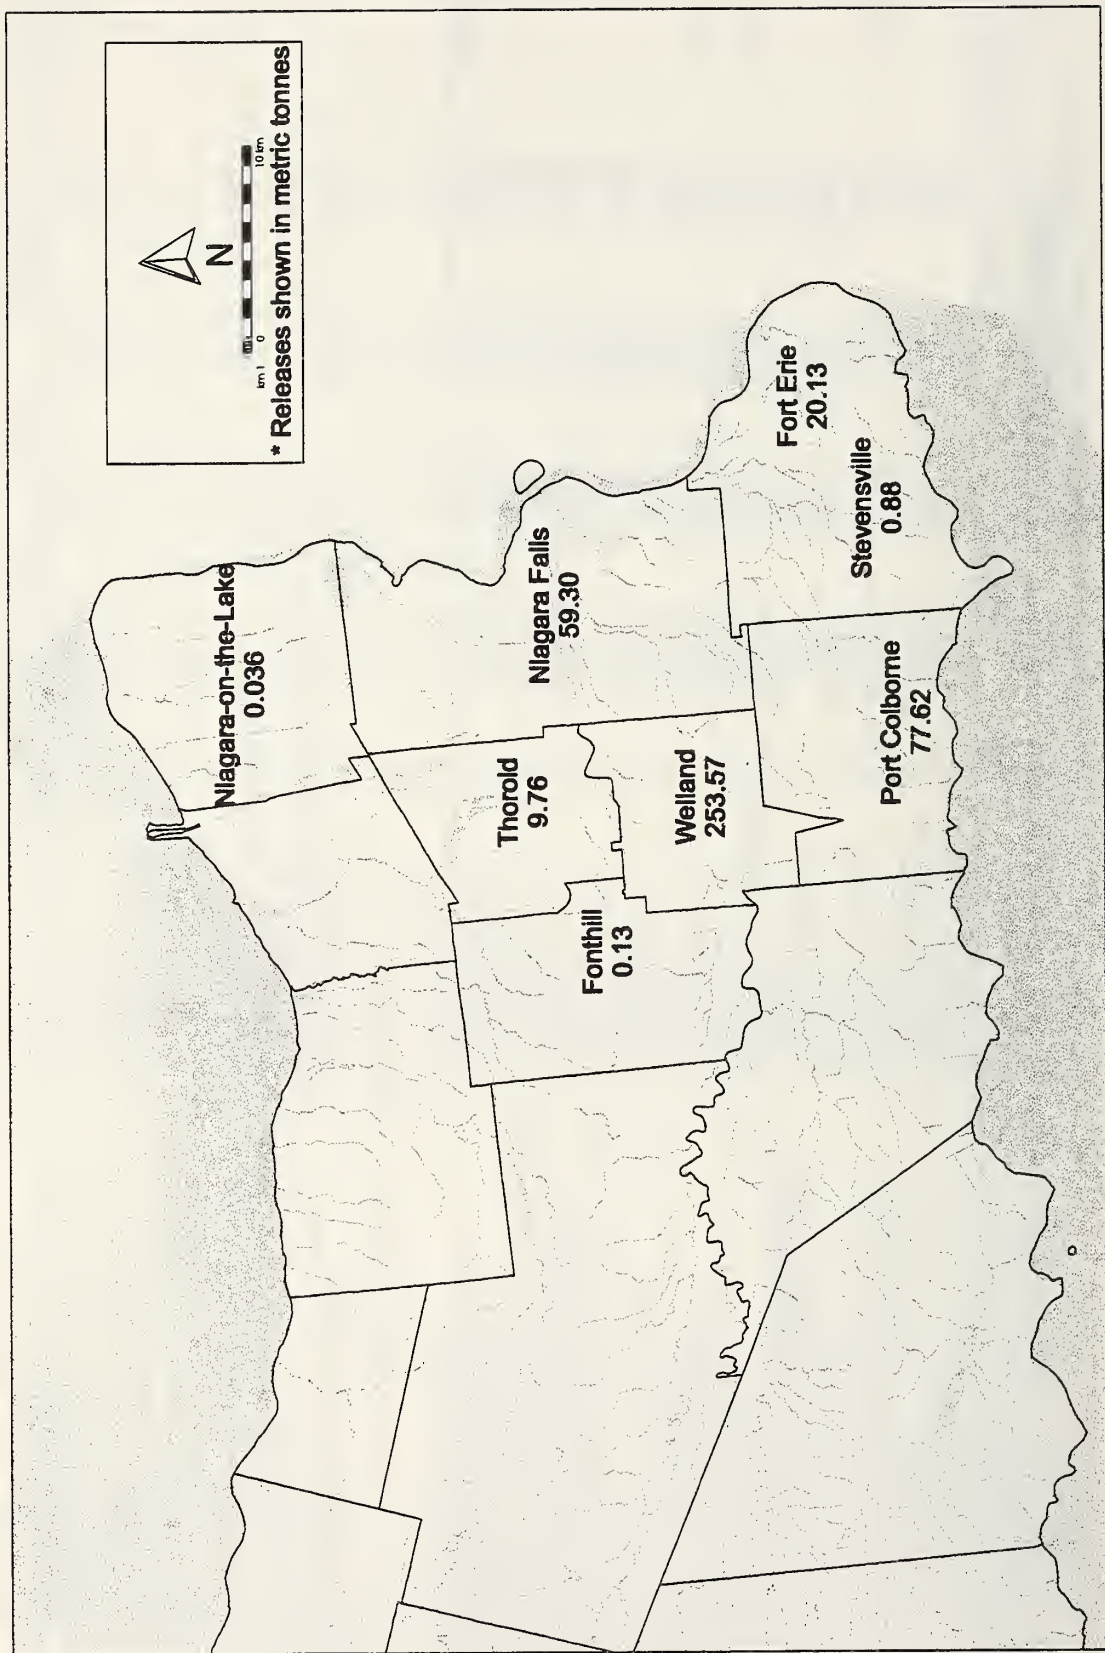 N
km 1 0 10 km
* Releases shown in metric tonnes
Niagara-on-the-Lake
0.036
Niagara Falls
59.30
Thorold
9.76
Fonthill
0.13
Welland
253.57
Port Colborne
77.62
Stevensville
0.88
Fort Erie
20.13